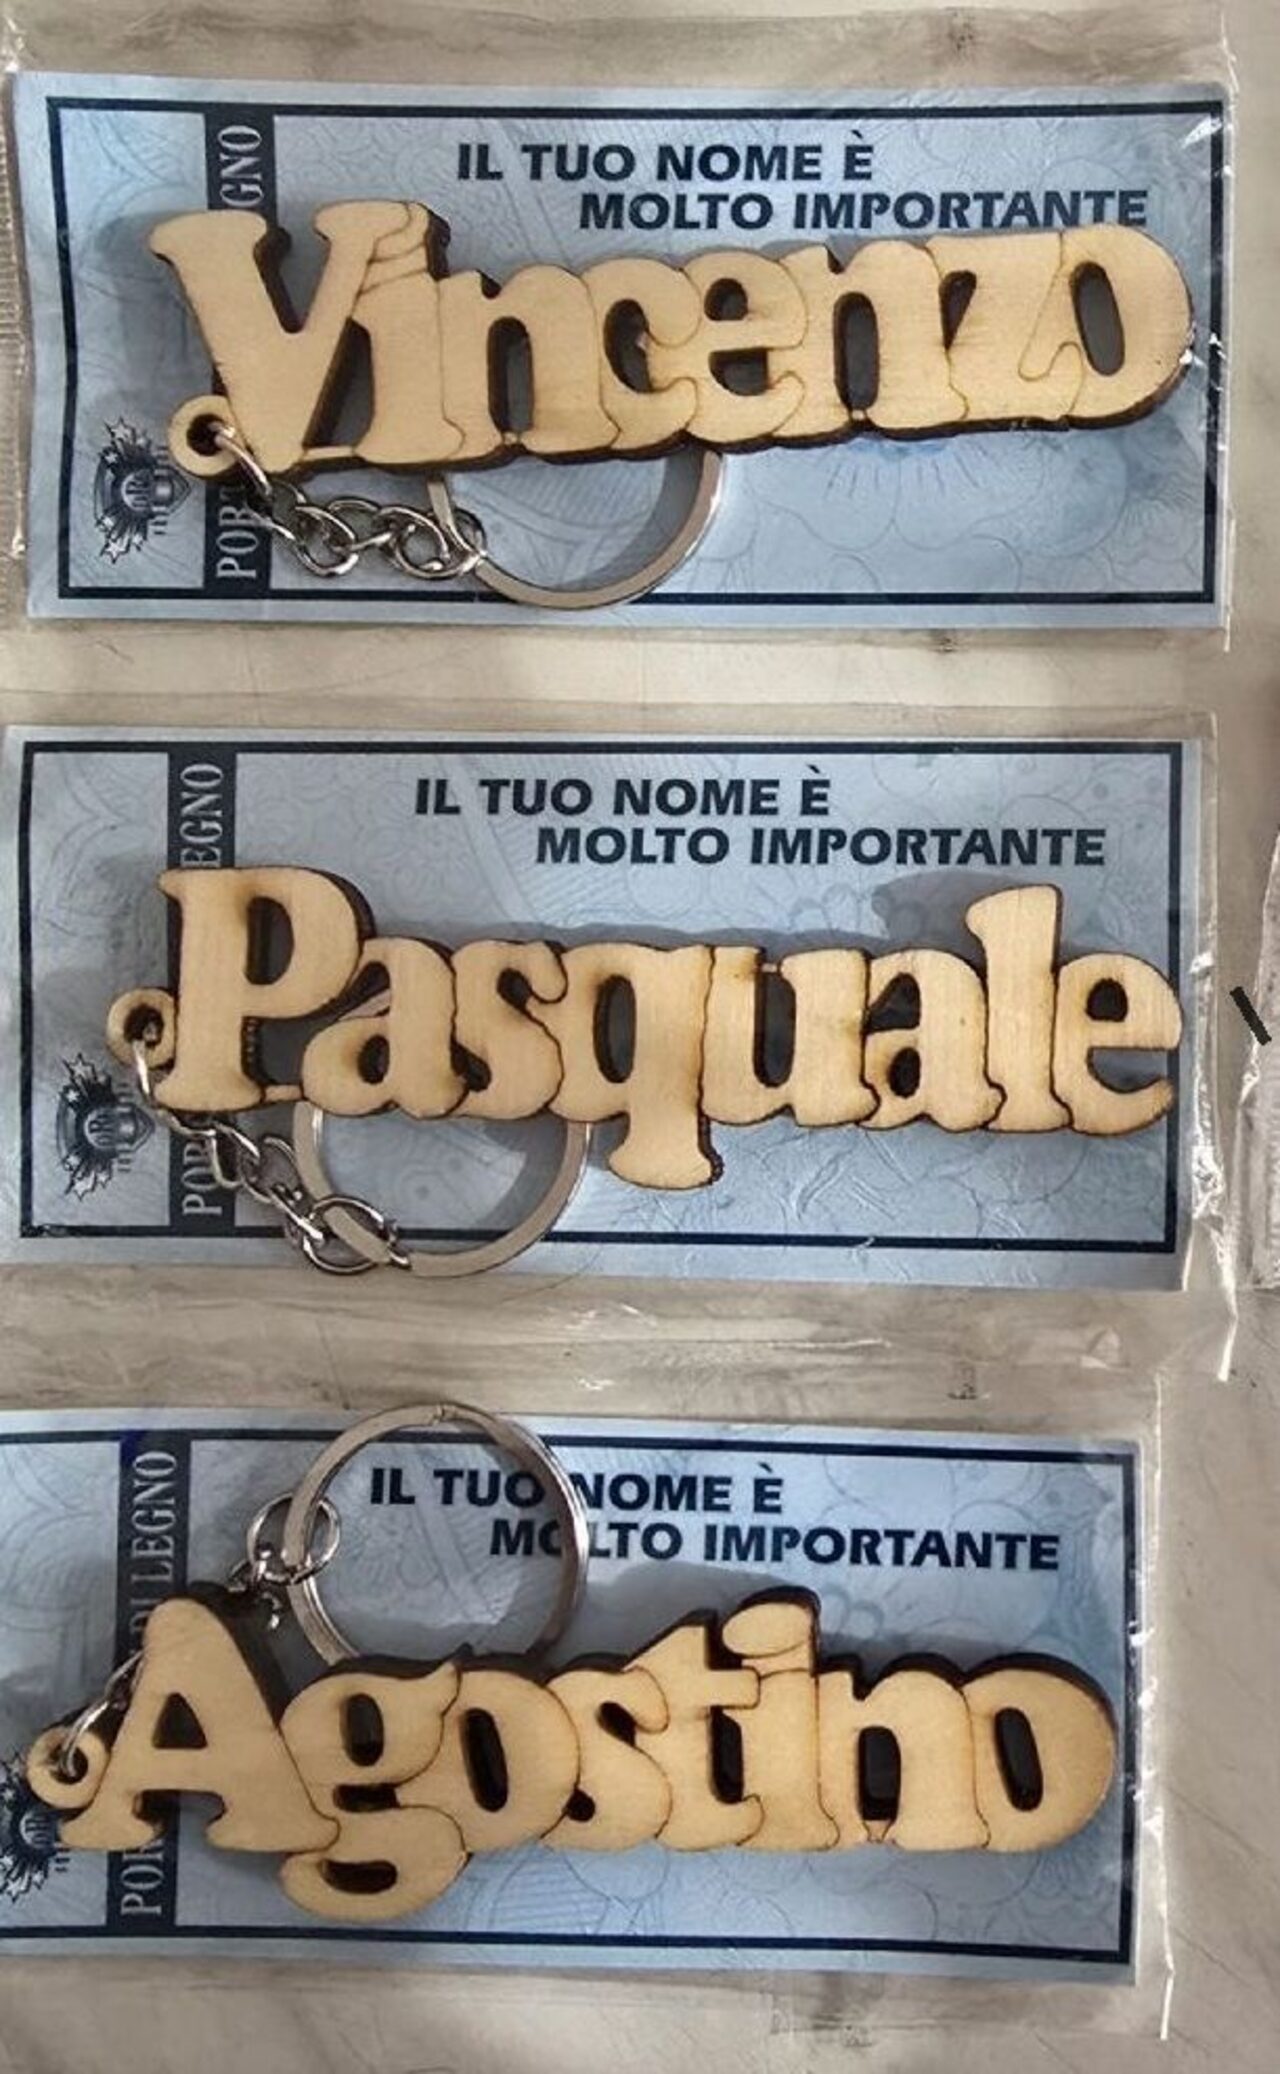 IL TUO NOME È
MOLTO IMPORTANTE
Vincenzo
IL TUO NOME È
MOLTO IMPORTANTE
Pasquale
IL TUO NOME È
MOLTO IMPORTANTE
Agostino